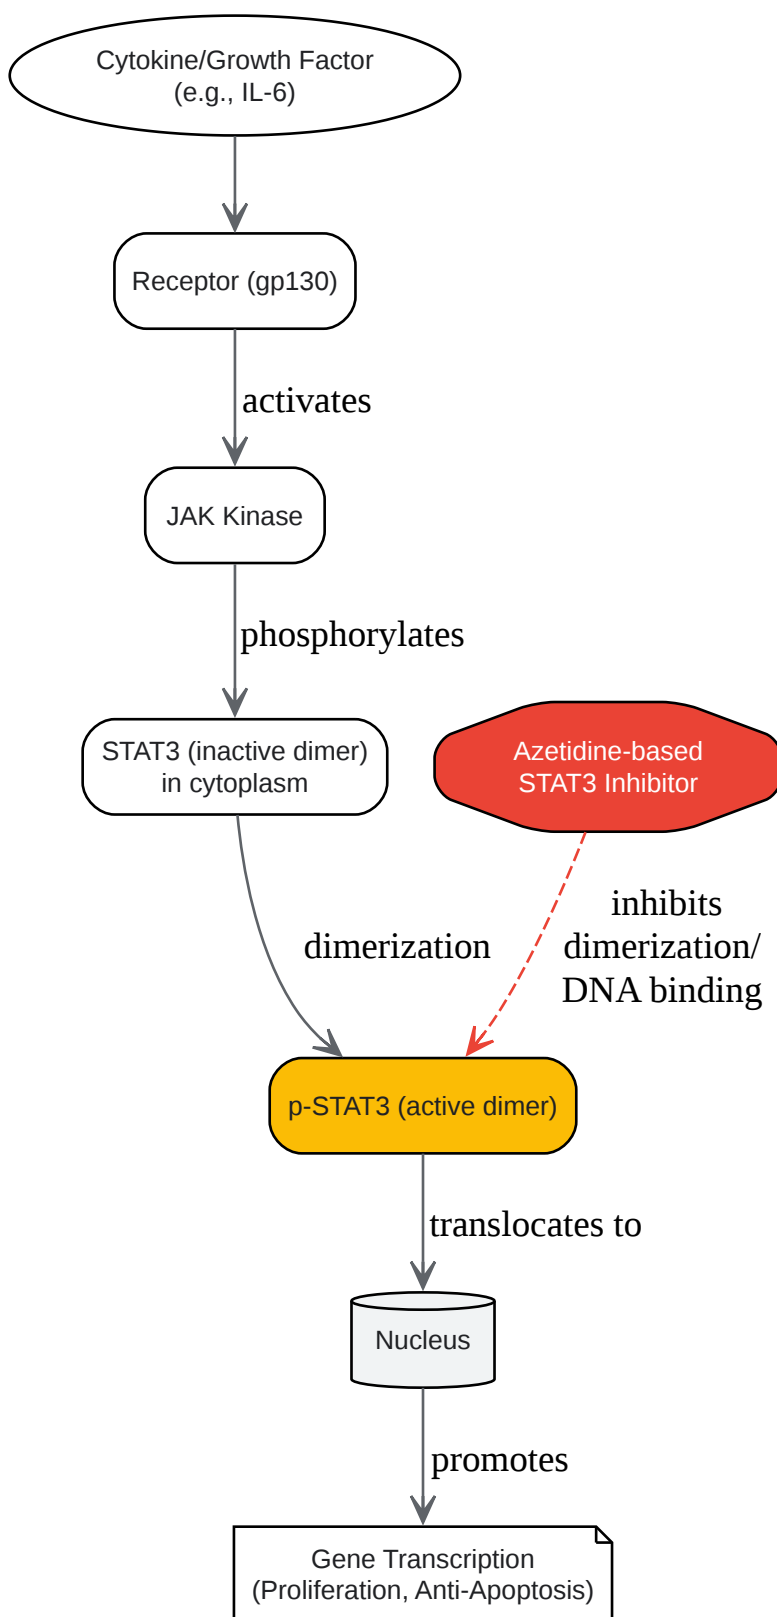 Cytokine/Growth Factor
(e.g., IL-6)
Receptor (gp130)
activates
JAK Kinase
phosphorylates
STAT3 (inactive dimer)
in cytoplasm
Azetidine-based
STAT3 Inhibitor
dimerization
inhibits
dimerization/
DNA binding
p-STAT3 (active dimer)
translocates to
Nucleus
promotes
Gene Transcription
(Proliferation, Anti-Apoptosis)